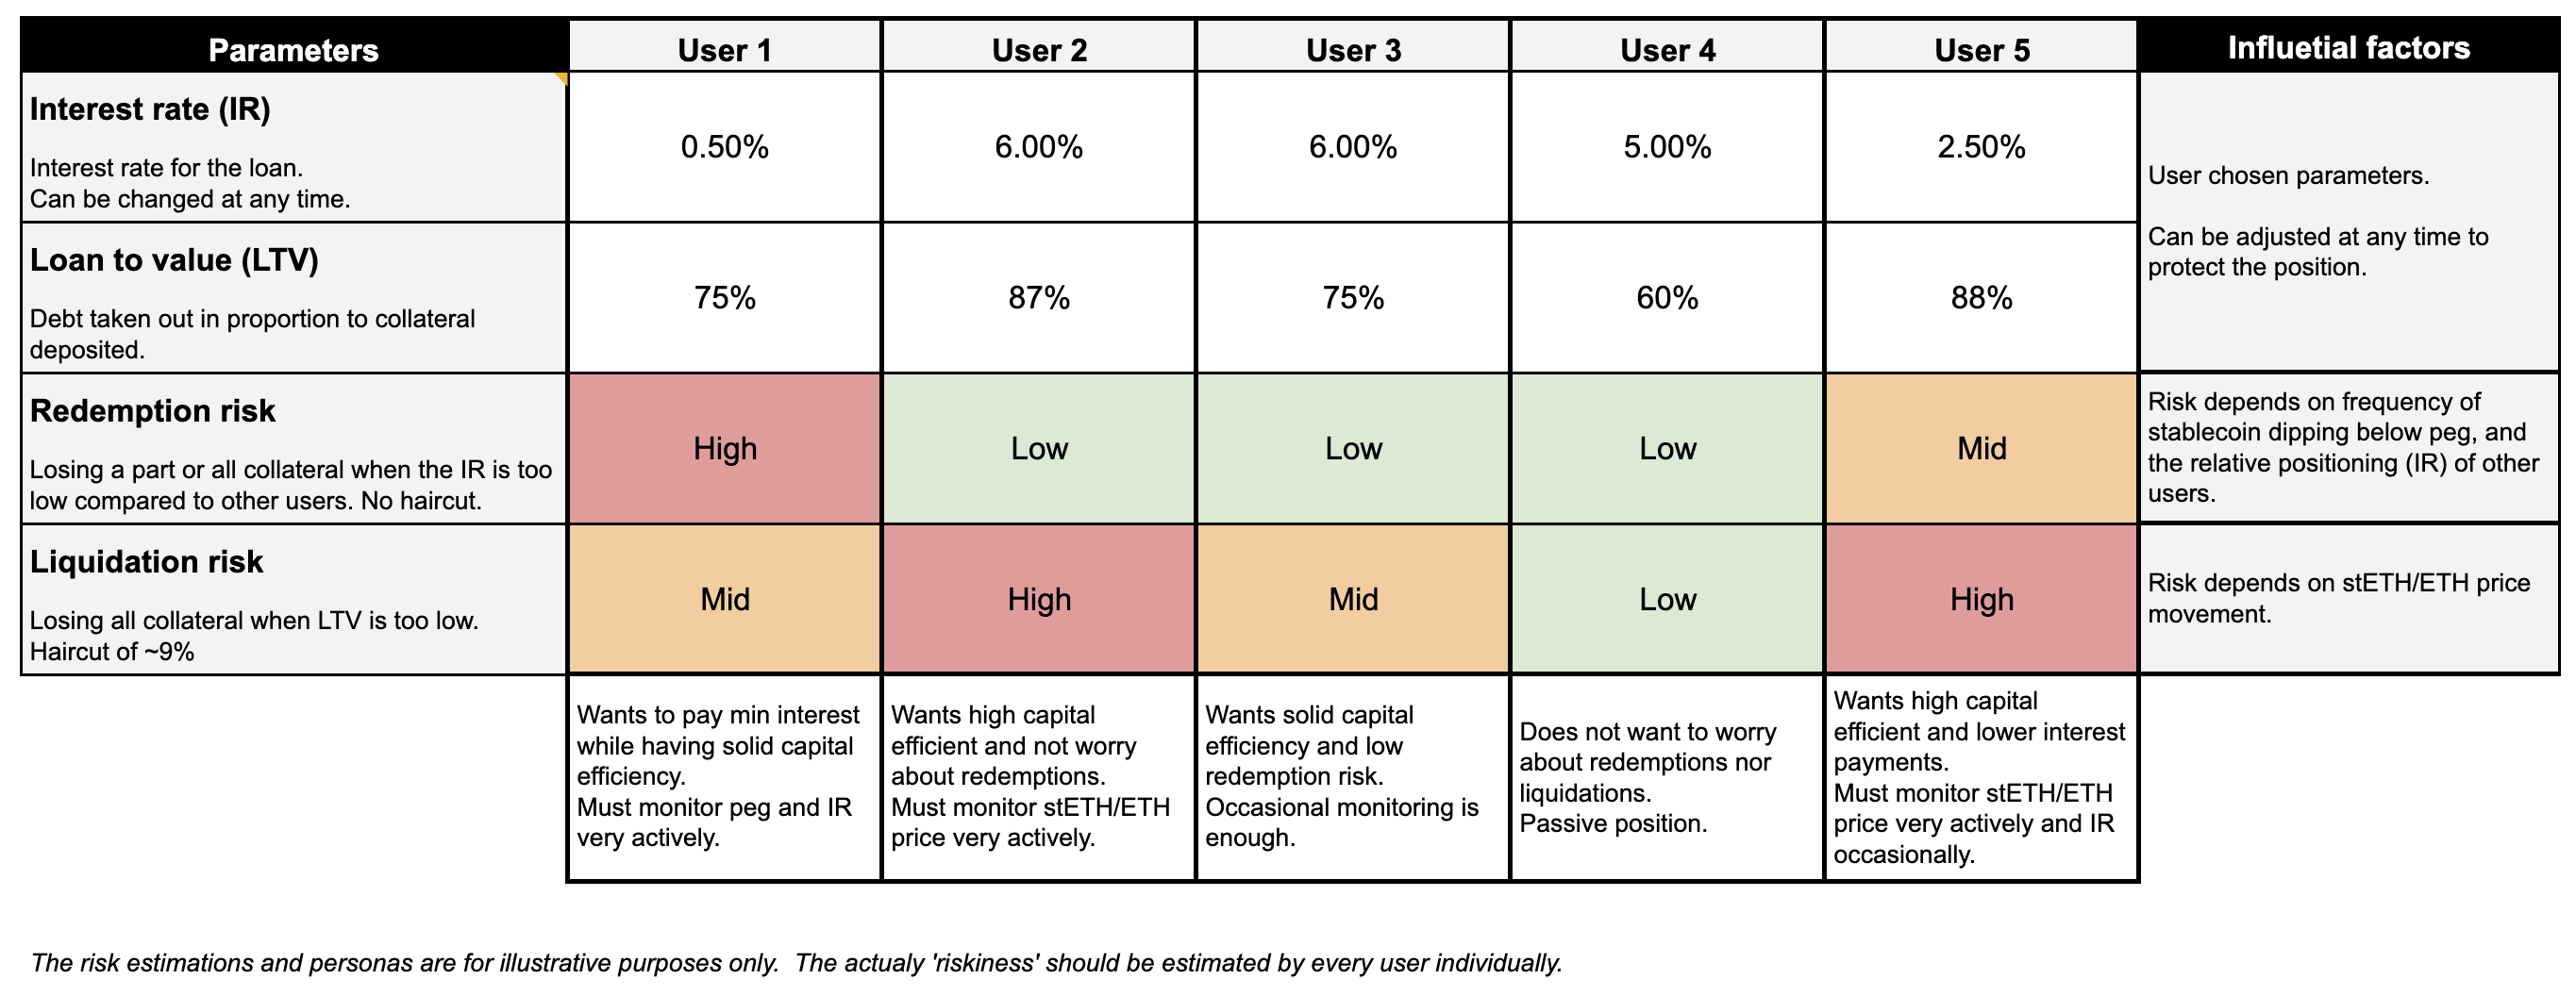 Parameters
User 1
User 2
User 3
User 4
User 5
Influetial factors
Interest rate (IR)
Interest rate for the loan.
Can be changed at any time.
0.50%
6.00%
6.00%
5.00%
2.50%
User chosen parameters.
Can be adjusted at any time to
protect the position.
Loan to value (LTV)
Debt taken out in proportion to collateral
deposited.
75%
87%
75%
60%
88%
Redemption risk
Losing a part or all collateral when the IR is too
low compared to other users. No haircut.
High
Low
Low
Low
Mid
Risk depends on frequency of
stablecoin dipping below peg, and
the relative positioning (IR) of other
users.
Liquidation risk
Losing all collateral when LTV is too low.
Haircut of ~9%
Mid
High
Mid
Low
High
Risk depends on stETH/ETH price
movement.
Wants to pay min interest
while having solid capital
efficiency.
Must monitor peg and IR
very actively.
Wants high capital
efficient and not worry
about redemptions.
Must monitor stETH/ETH
price very actively.
Wants solid capital
efficiency and low
redemption risk.
Occasional monitoring is
enough.
Does not want to worry
about redemptions nor
liquidations.
Passive position.
Wants high capital
efficient and lower interest
payments.
Must monitor stETH/ETH
price very actively and IR
occasionally.
The risk estimations and personas are for illustrative purposes only.  The actualy 'riskiness' should be estimated by every user individually.